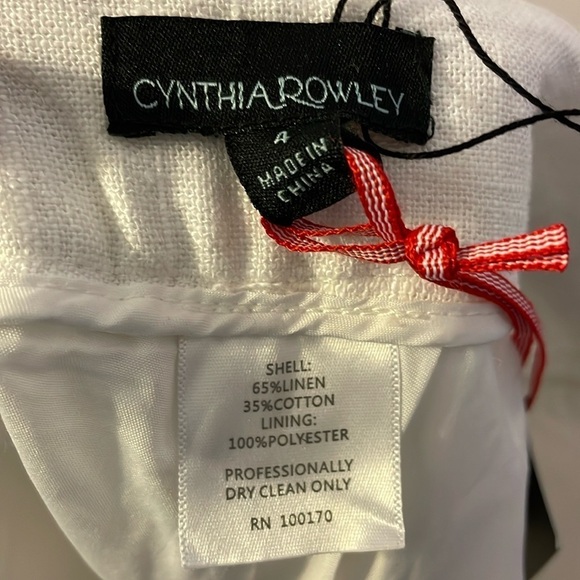 CYNTHIA ROWLEY
4
MADE IN
CHINA
SHELL:
65%LINEN
35%COTTON
LINING:
100%POLYESTER
PROFESSIONALLY
DRY CLEAN ONLY
RN 100170